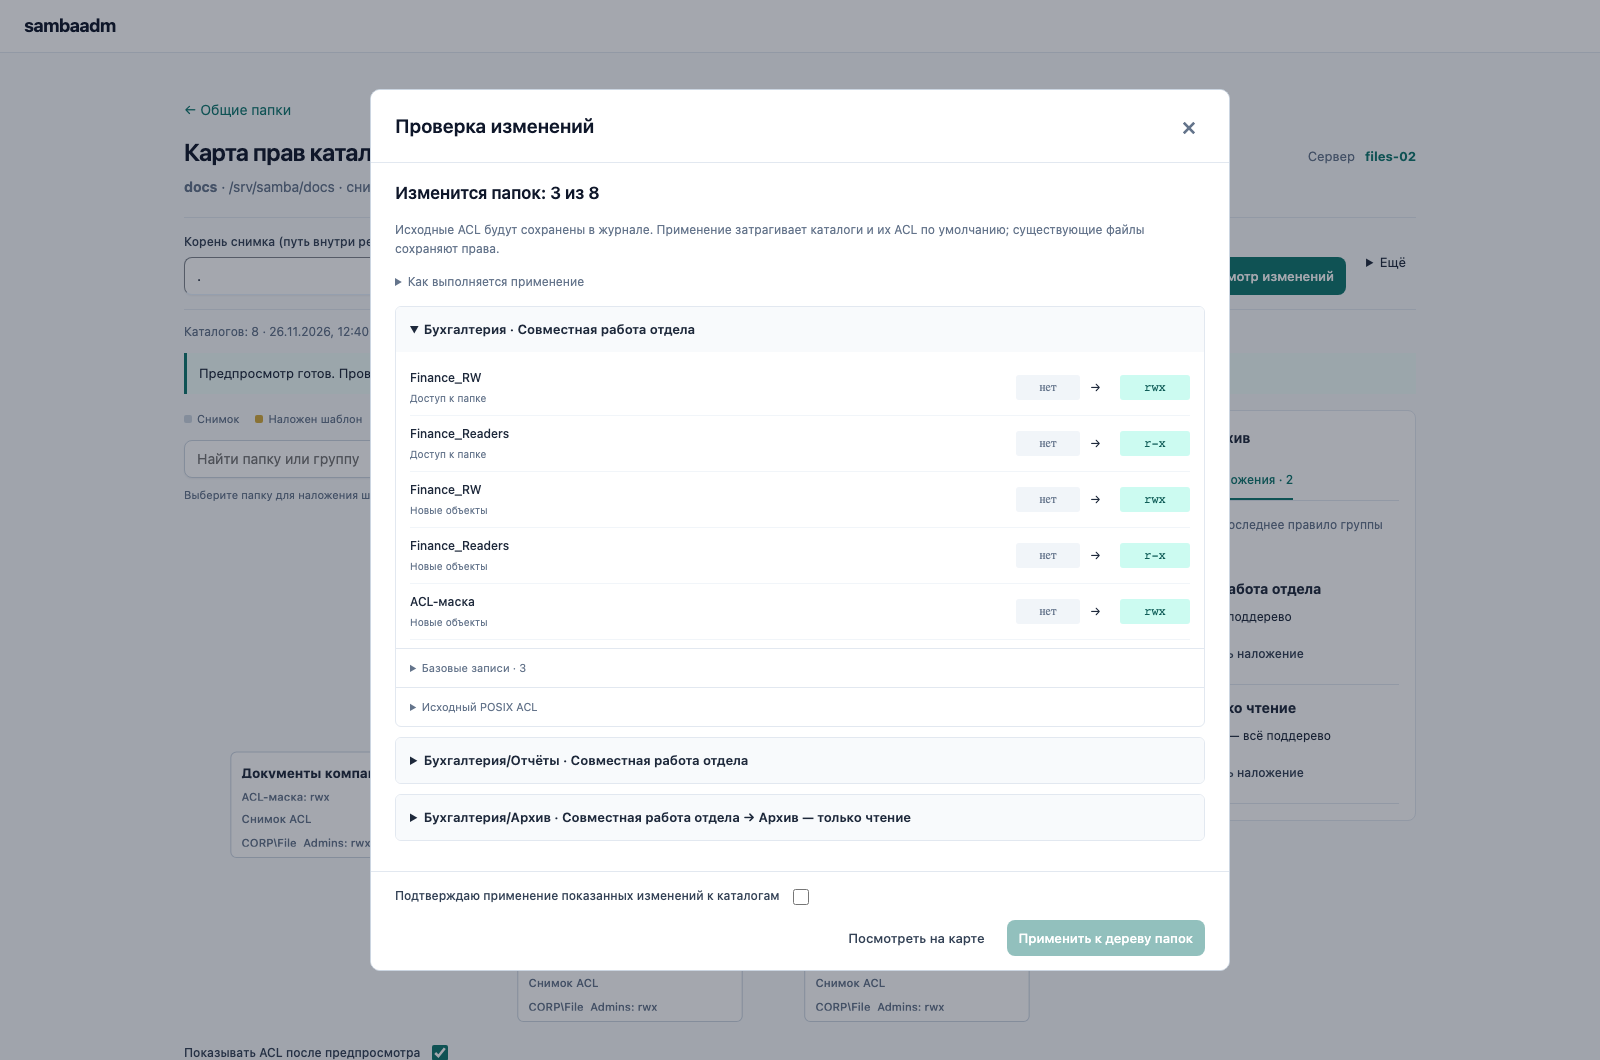 sambaadm
← Общие папки
Карта прав катал
Сервер files-02
docs · /srv/samba/docs · сни
Корень снимка (путь внутри ре
.
мотр изменений
▶ Ещё
Каталогов: 8 · 26.11.2026, 12:40
Предпросмотр готов. Пров
Снимок
Наложен шаблон
Найти папку или группу
Выберите папку для наложения ш
Проверка изменений
×
Изменится папок: 3 из 8
Исходные ACL будут сохранены в журнале. Применение затрагивает каталоги и их ACL по умолчанию; существующие файлы
сохраняют права.
▶ Как выполняется применение
▼ Бухгалтерия · Совместная работа отдела
Finance_RW
Доступ к папке
нет → rwx
Finance_Readers
Доступ к папке
нет → r-x
Finance_RW
Новые объекты
нет → rwx
Finance_Readers
Новые объекты
нет → r-x
ACL-маска
Новые объекты
нет → rwx
▶ Базовые записи · 3
▶ Исходный POSIX ACL
▶ Бухгалтерия/Отчёты · Совместная работа отдела
▶ Бухгалтерия/Архив · Совместная работа отдела → Архив — только чтение
Подтверждаю применение показанных изменений к каталогам
Посмотреть на карте
Применить к дереву папок
ив
ожения · 2
оследнее правило группы
абота отдела
поддерево
ь наложение
ко чтение
— всё поддерево
ь наложение
Документы компан
ACL-маска: rwx
Снимок ACL
CORP\File Admins: rwx
Снимок ACL
CORP\File Admins: rwx
Снимок ACL
CORP\File Admins: rwx
Показывать ACL после предпросмотра